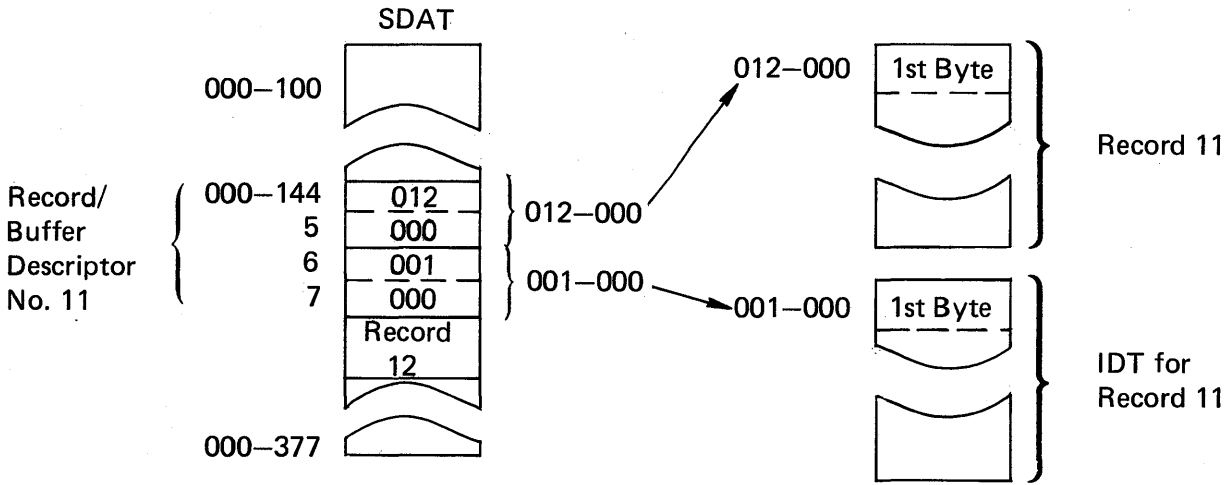 SDAT
000–100
Record/
Buffer
Descriptor
No. 11
000–144
5
6
7
012
000
001
000
Record
12
000–377
012–000
001–000
012–000
1st Byte
Record 11
001–000
1st Byte
IDT for
Record 11